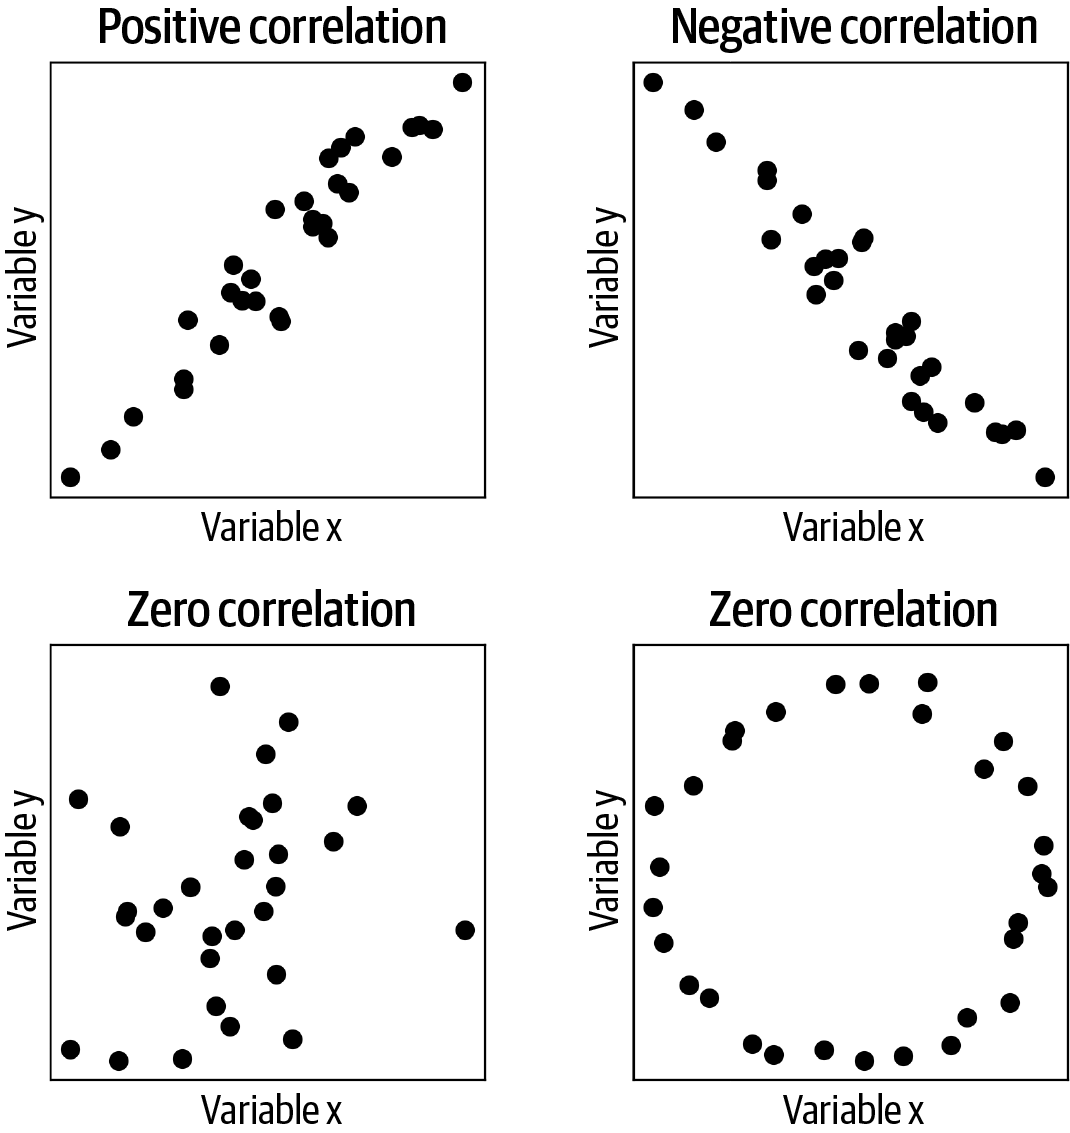 Positive correlation
Negative correlation
Variable y
Variable x
Variable y
Variable x
Zero correlation
Zero correlation
Variable y
Variable x
Variable y
Variable x